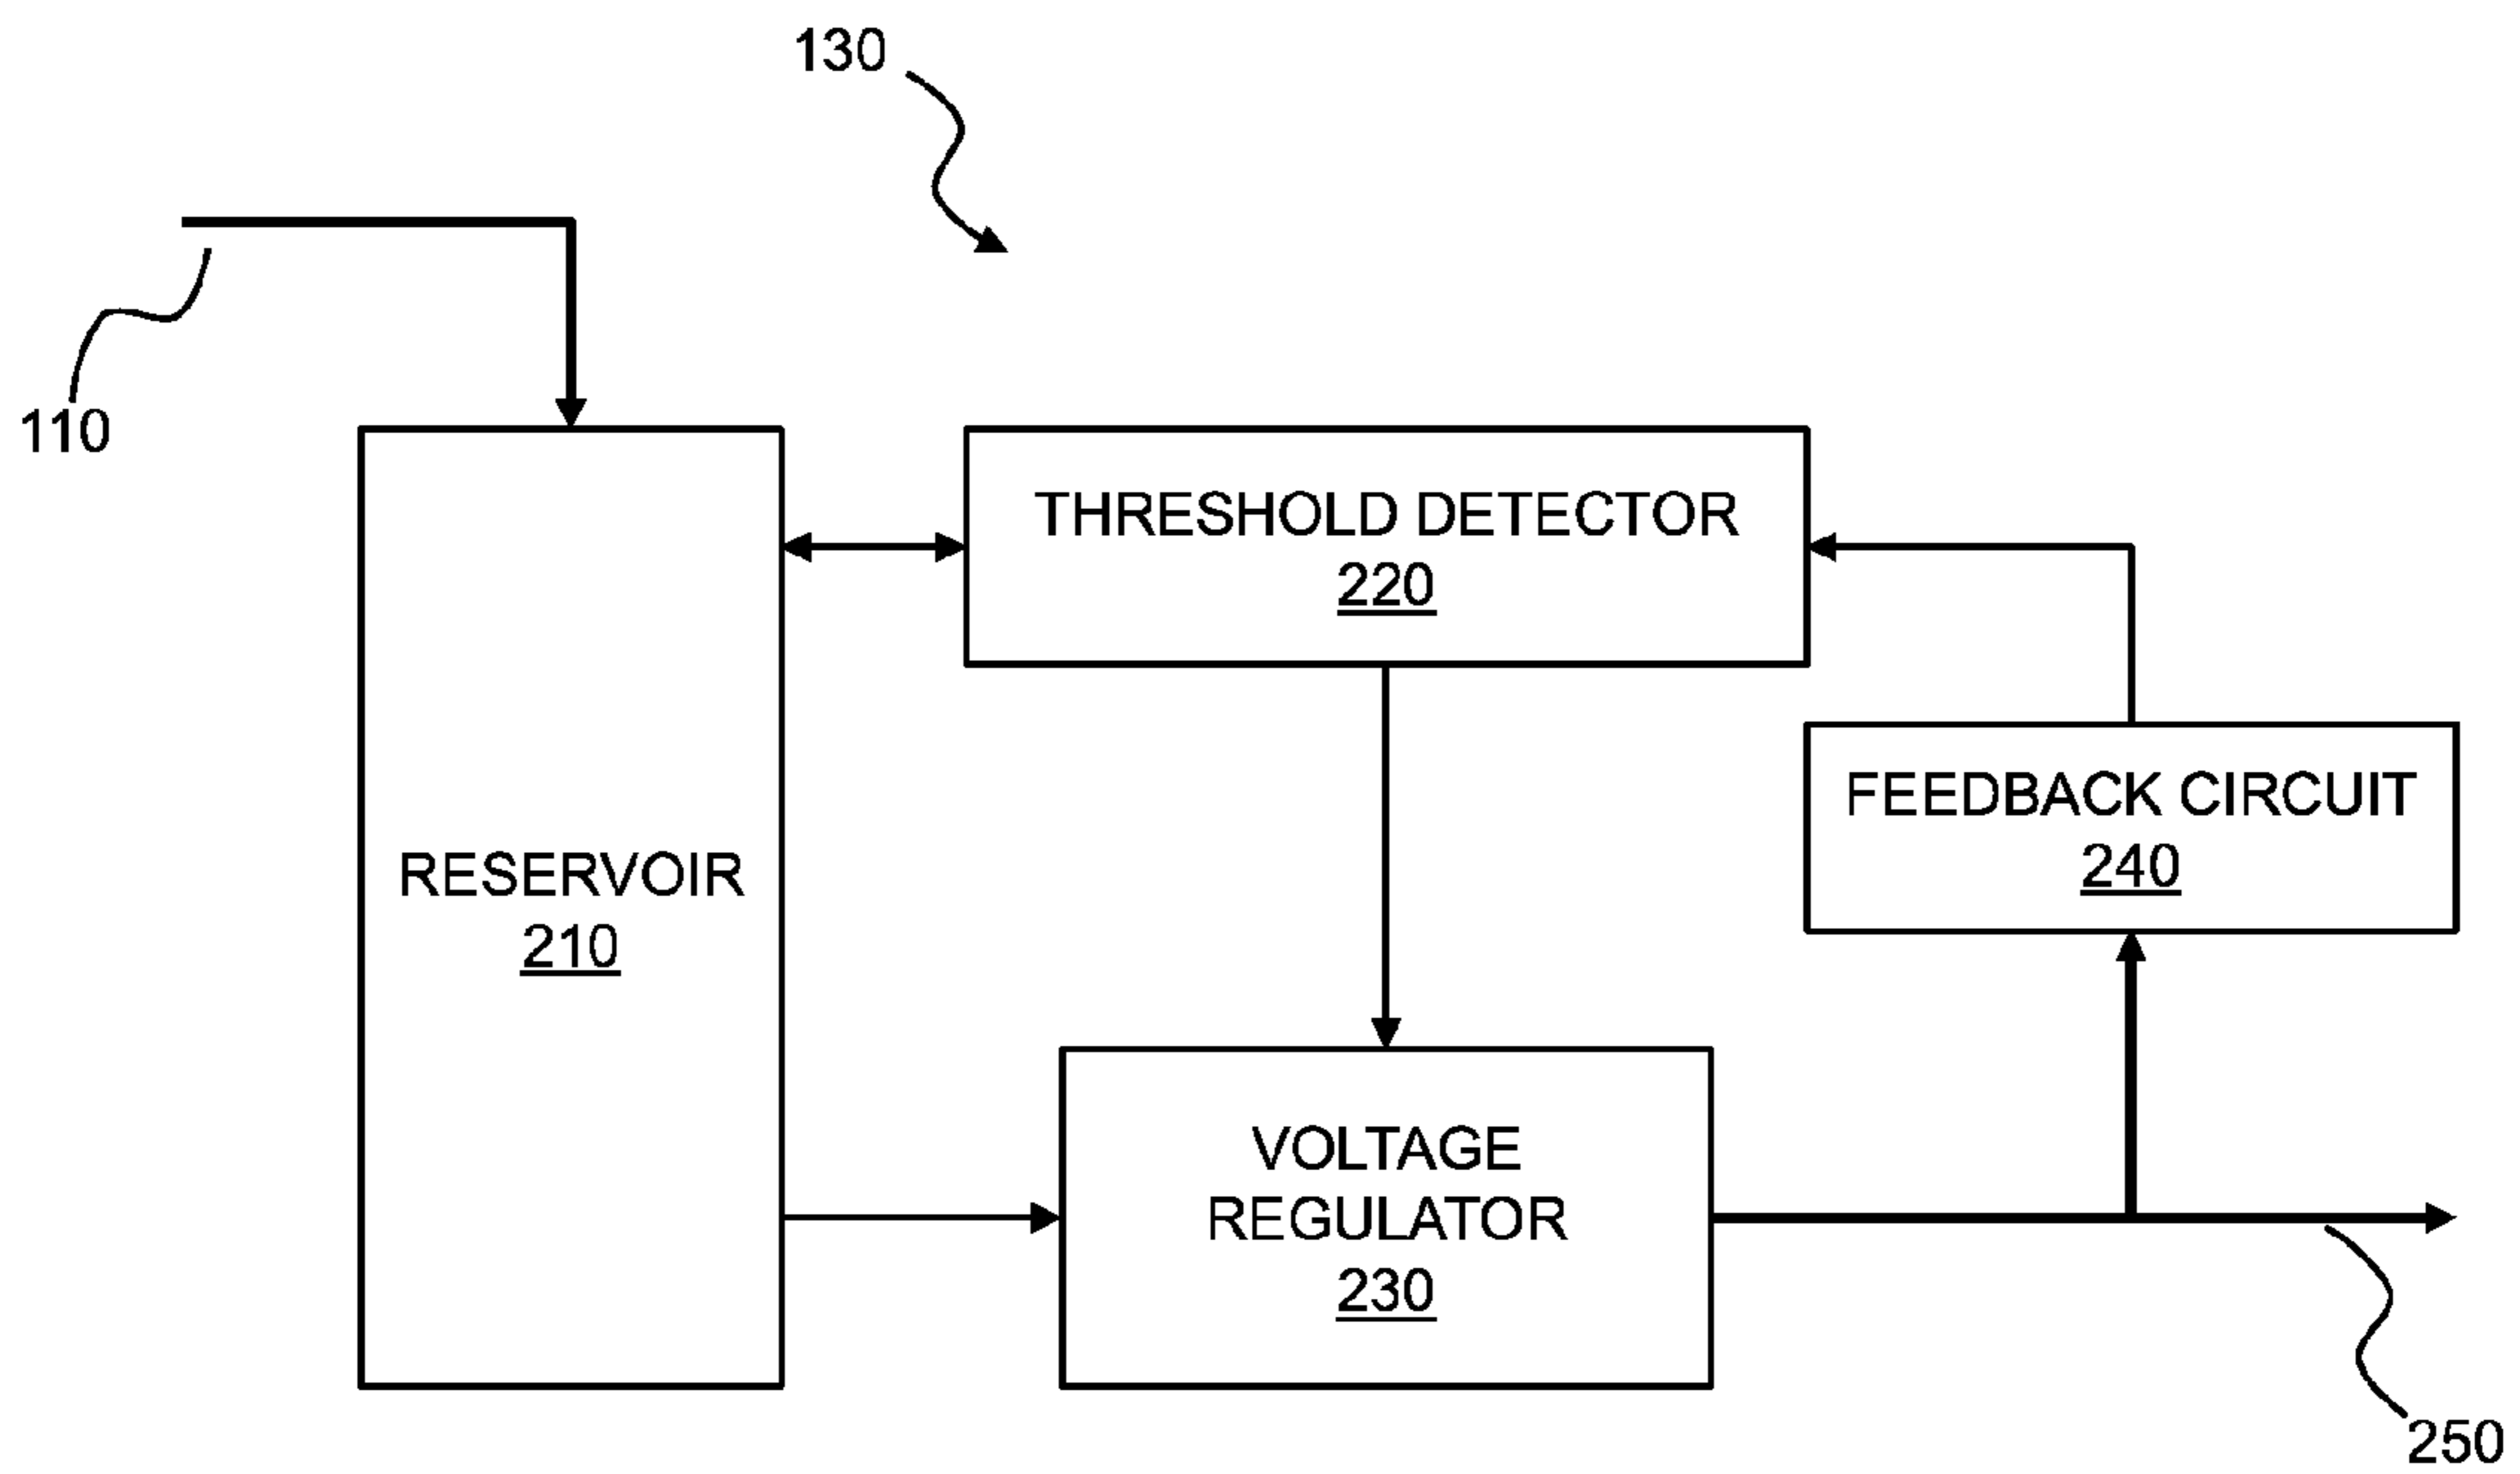 130
110
THRESHOLD DETECTOR
220
FEEDBACK CIRCUIT
240
RESERVOIR
210
VOLTAGE
REGULATOR
230
250